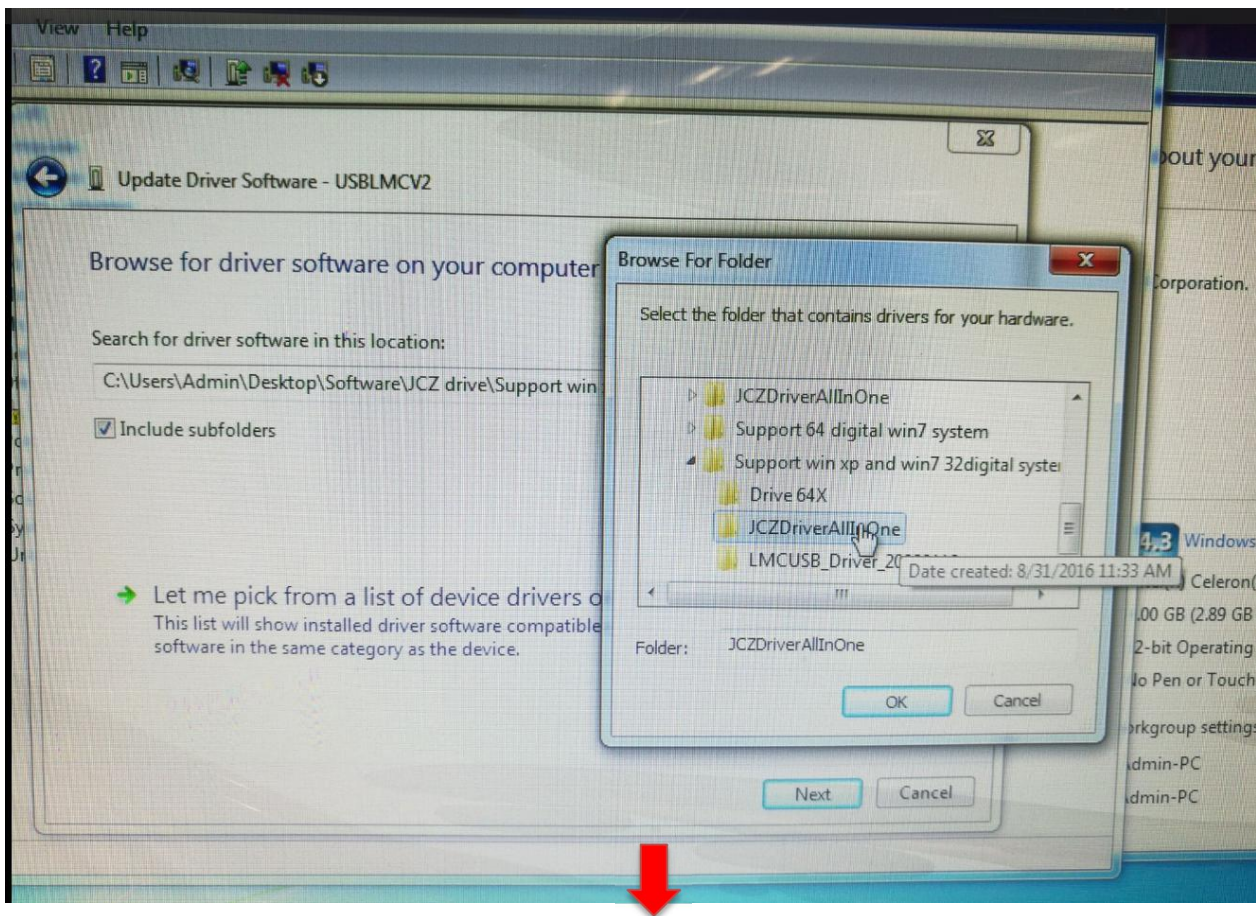 View Help
?
Update Driver Software - USBLMCV2
Browse for driver software on your computer
Search for driver software in this location:
C:\Users\Admin\Desktop\Software\JCZ drive\Support win
Include subfolders
Let me pick from a list of device drivers o
This list will show installed driver software compatible
software in the same category as the device.
Next
Cancel
Browse For Folder
Select the folder that contains drivers for your hardware.
JCZDriverAllInOne
Support 64 digital win7 system
Support win xp and win7 32digital syste
Drive 64X
JCZDriverAllInOne
LMCUSB_Driver_
Date created: 8/31/2016 11:33 AM
Folder: JCZDriverAllInOne
OK
Cancel
bout your
Corporation.
4,3 Windows
Celeron(
.00 GB (2.89 GB
2-bit Operating
No Pen or Touch
orkgroup setting
dmin-PC
dmin-PC